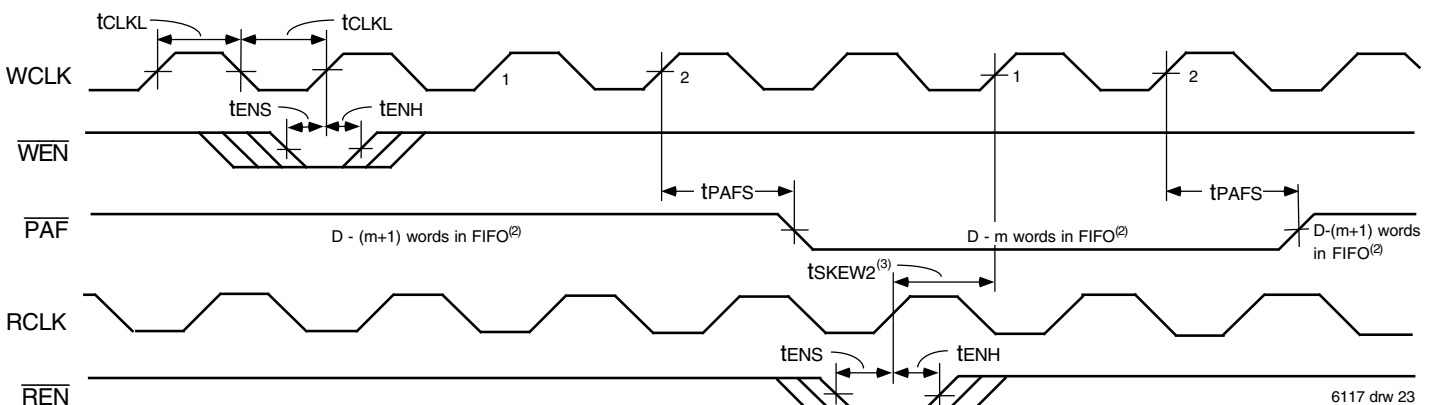 tCLKL tCLKL
WCLK 1 2 1 2
tENS tENH
WEN
tPAFS tPAFS
PAF
D - (m+1) words in FIFO(2) D - m words in FIFO(2) D-(m+1) words
in FIFO(2)
tSKEW2(3)
RCLK
tENS tENH
REN
6117 drw 23